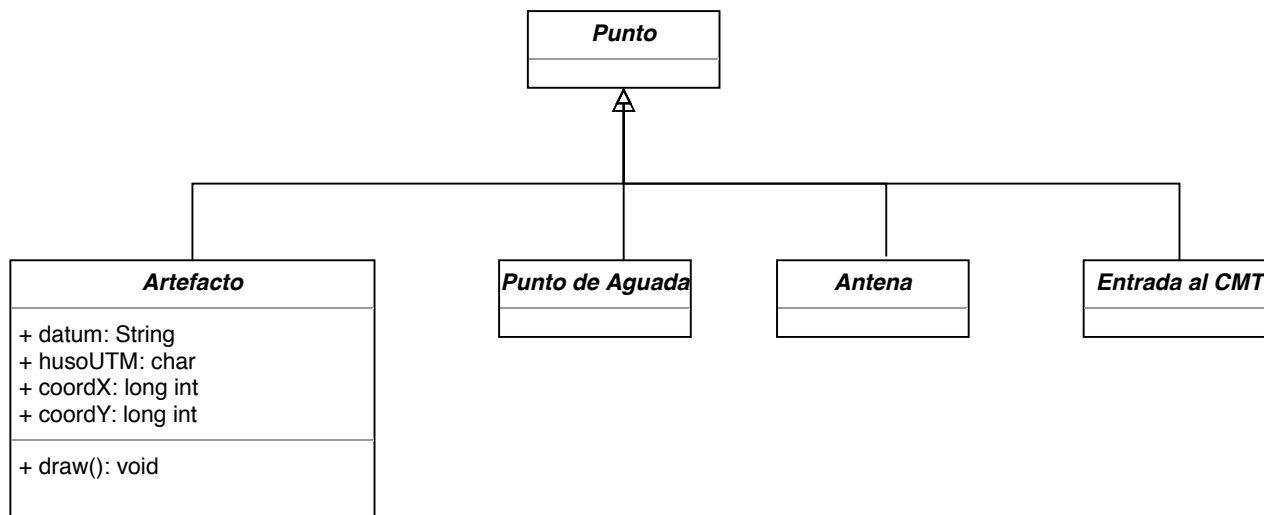 Punto
Artefacto
+ datum: String
+ husoUTM: char
+ coordX: long int
+ coordY: long int
+ draw(): void
Punto de Aguada
Antena
Entrada al CMT